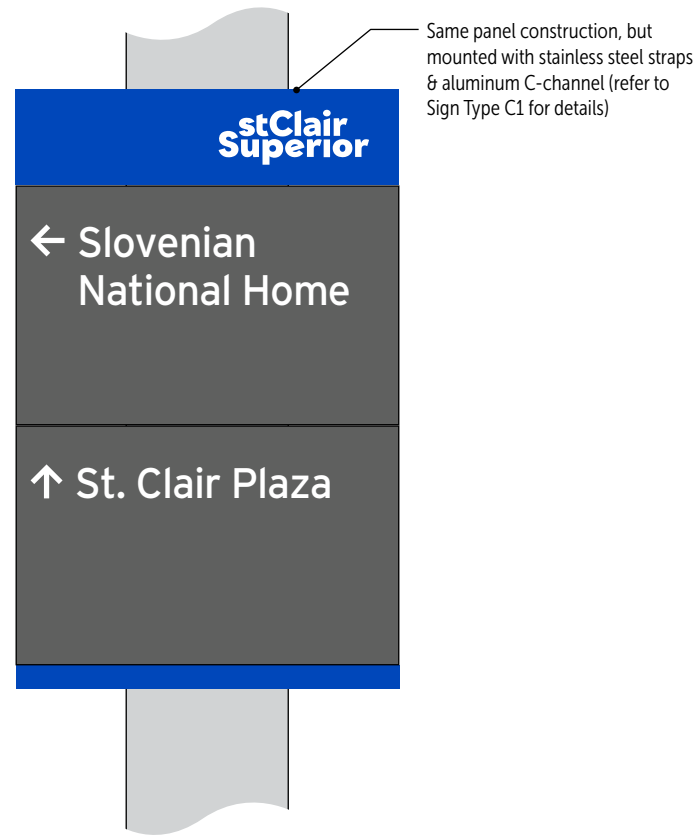 Same panel construction, but
mounted with stainless steel straps
& aluminum C-channel (refer to
Sign Type C1 for details)
stClair
Superior
← Slovenian
National Home
↑ St. Clair Plaza